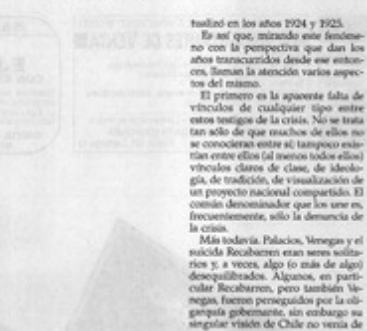 tualizó en los años 1924 y 1925.
Es así que, mirando este fenóme-
no con la perspectiva que dan los
años transcurridos desde ese enton-
ces, llaman la atención varios aspec-
tos del mismo.
El primero es la aparente falta de
vínculos de cualquier tipo entre
estos testigos de la crisis. No se trata
tan sólo de que muchos de ellos no
se conocieran entre sí; tampoco exis-
tían entre ellos (al menos todos ellos)
vínculos claros de clase, de ideolo-
gía, de tradición, de visualización de
un proyecto nacional compartido. El
común denominador que los une es,
frecuentemente, sólo la denuncia de
la crisis.
Más todavía. Palacios, Venegas y el
suicida Recabarren eran seres solita-
rios y, a veces, algo (o más de algo)
desequilibrados. Algunos, en parti-
cular Recabarren, pero también Ve-
negas, fueron perseguidos por la oli-
garquía gobernante, sin embargo su
singular visión de Chile no venía de